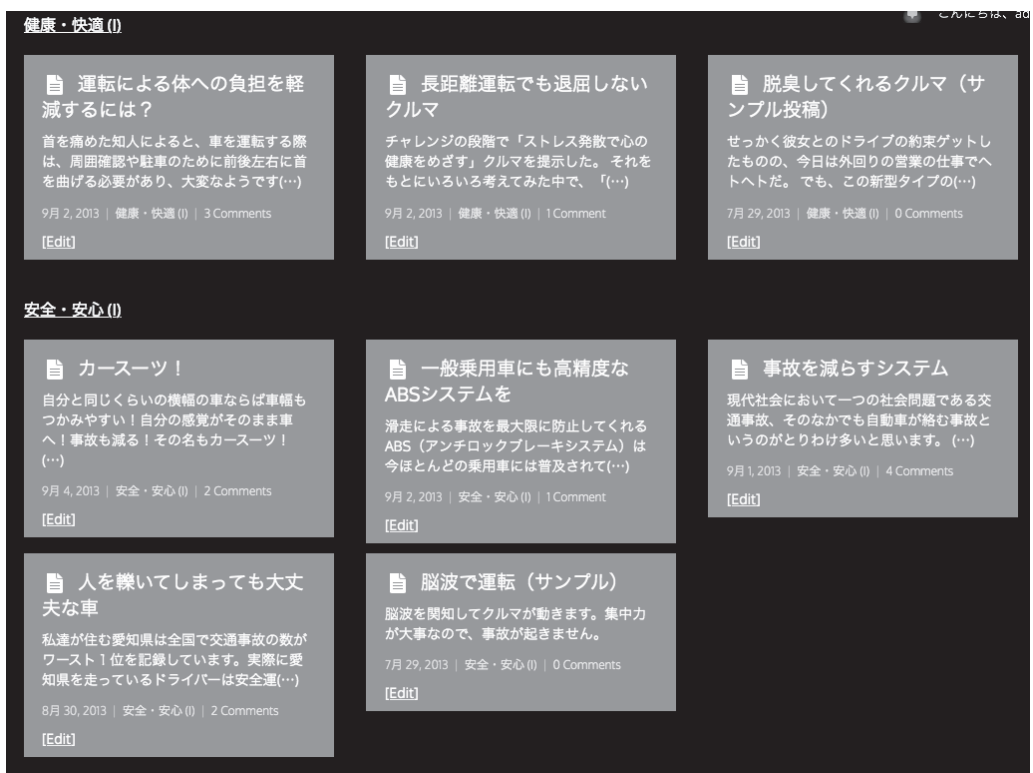 健康・快適 (I)
こんにちは、ad
運転による体への負担を軽
減するには？
首を痛めた知人によると、車を運転する際
は、周囲確認や駐車のために前後左右に首
を曲げる必要があり、大変なようです(…)
9月 2, 2013 | 健康・快適 (I) | 3 Comments
[Edit]
長距離運転でも退屈しない
クルマ
チャレンジの段階で「ストレス発散で心の
健康をめざす」クルマを提示した。 それを
もとにいろいろ考えてみた中で、「(…)
9月 2, 2013 | 健康・快適 (I) | 1 Comment
[Edit]
脱臭してくれるクルマ（サ
ンプル投稿）
せっかく彼女とのドライブの約束ゲットし
たものの、今日は外回りの営業の仕事でヘ
トヘトだ。 でも、この新型タイプの(…)
7月 29, 2013 | 健康・快適 (I) | 0 Comments
[Edit]
安全・安心 (I)
カースーツ！
自分と同じくらいの横幅の車ならば車幅も
つかみやすい！自分の感覚がそのまま車
へ！事故も減る！その名もカースーツ！
(…)
9月 4, 2013 | 安全・安心 (I) | 2 Comments
[Edit]
一般乗用車にも高精度な
ABSシステムを
滑走による事故を最大限に防止してくれる
ABS（アンチロックブレーキシステム）は
今ほとんどの乗用車には普及されて(…)
9月 2, 2013 | 安全・安心 (I) | 1 Comment
[Edit]
事故を減らすシステム
現代社会において一つの社会問題である交
通事故、そのなかでも自動車が絡む事故と
いうのがとりわけ多いと思います。 (…)
9月 1, 2013 | 安全・安心 (I) | 4 Comments
[Edit]
人を轢いてしまっても大丈
夫な車
私達が住む愛知県は全国で交通事故の数が
ワースト１位を記録しています。実際に愛
知県を走っているドライバーは安全運(…)
8月 30, 2013 | 安全・安心 (I) | 2 Comments
[Edit]
脳波で運転（サンプル）
脳波を関知してクルマが動きます。集中力
が大事なので、事故が起きません。
7月 29, 2013 | 安全・安心 (I) | 0 Comments
[Edit]